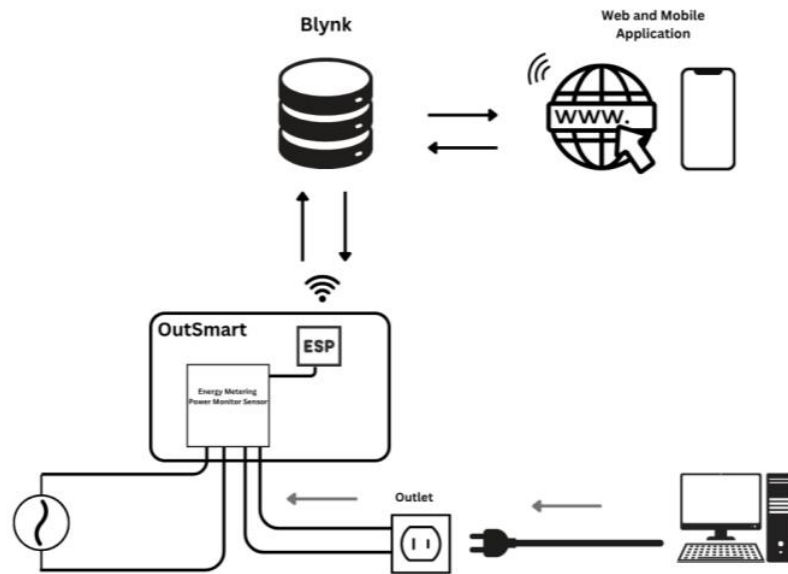 Blynk
Web and Mobile
Application
WWW.
OutSmart
ESP
Energy Metering
Power Monitor Sensor
Outlet